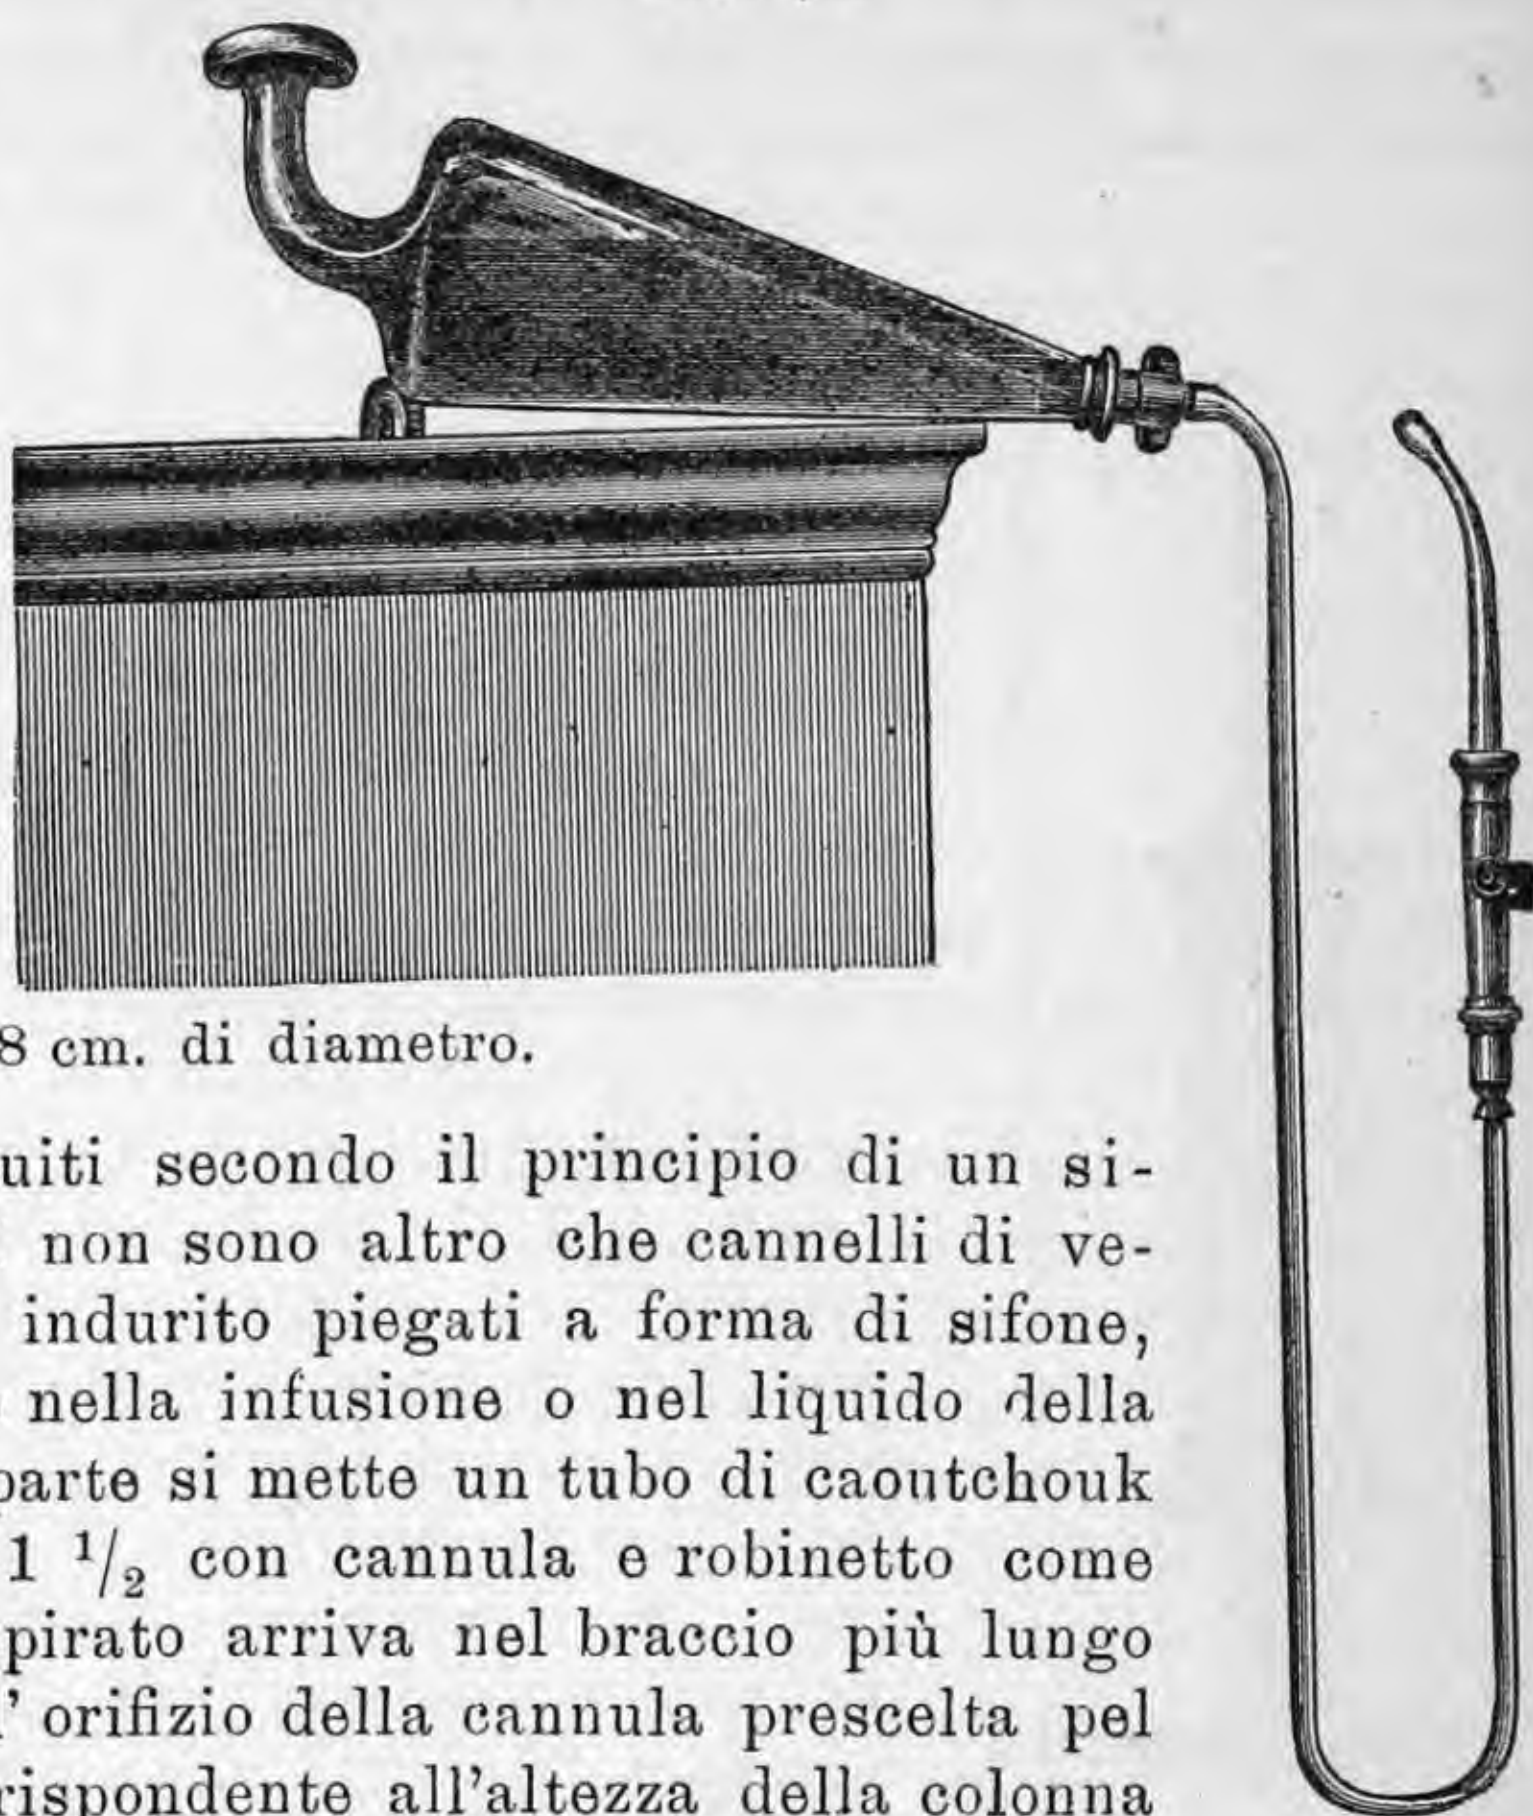 8 cm. di diametro.
uiti secondo il principio di un si-
non sono altro che cannelli di ve-
indurito piegati a forma di sifone,
nella infusione o nel liquido della
parte si mette un tubo di caoutchouk
1 1/2 con cannula e robinetto come
pirato arriva nel braccio più lungo
l' orifizio della cannula prescelta pel
rispondente all'altezza della colonna